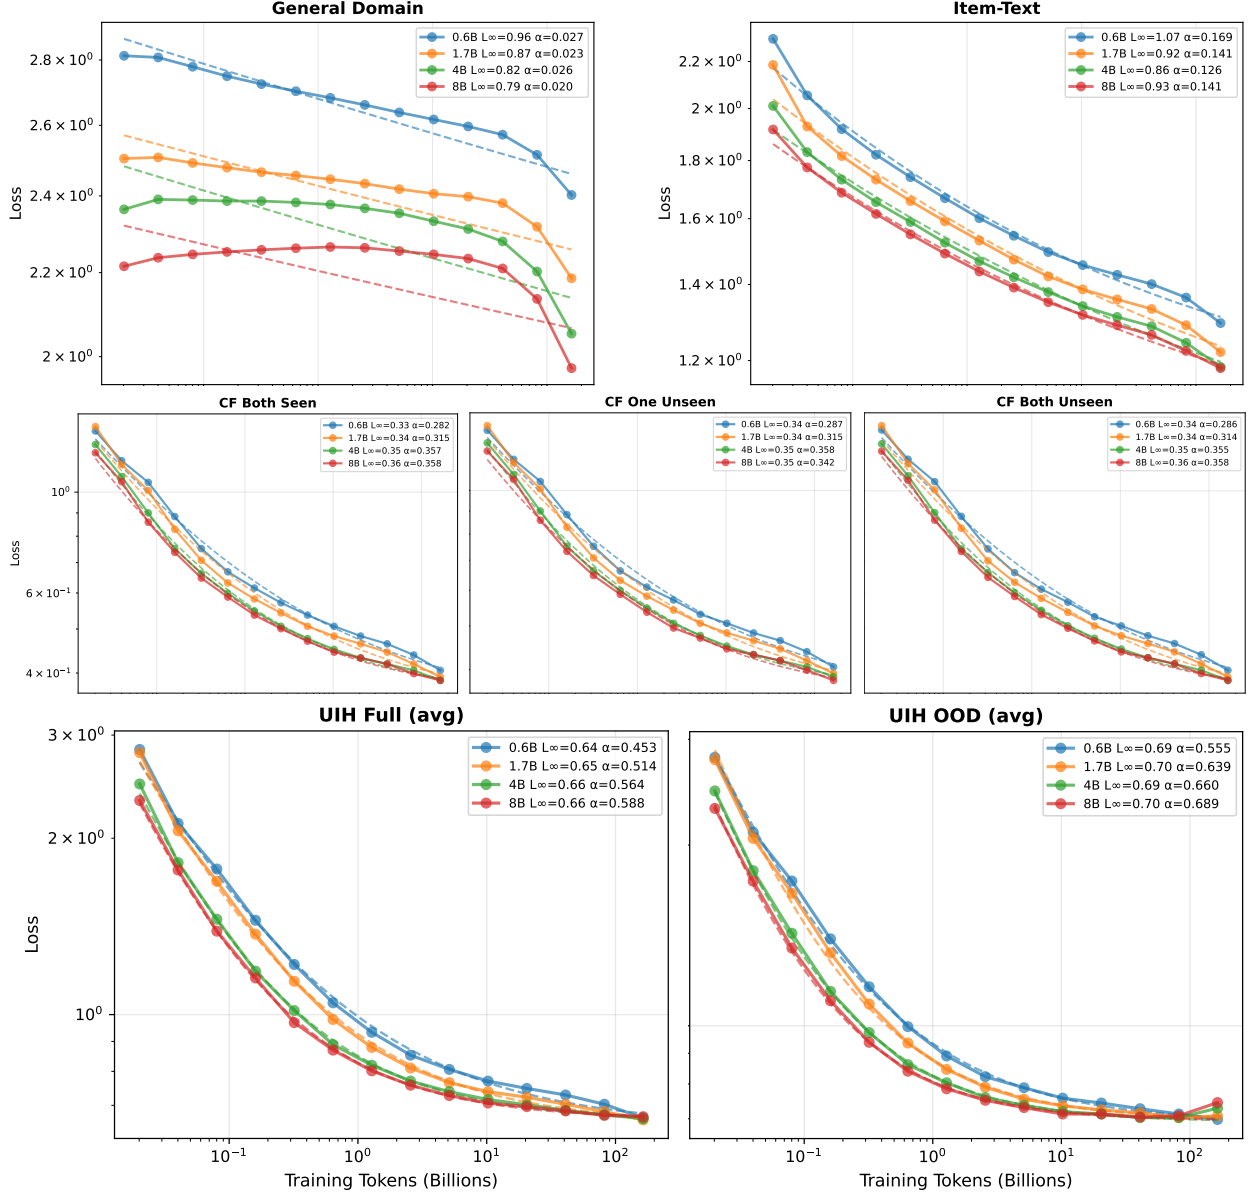 General Domain
Item-Text
0.6B L∞=0.96 α=0.027
1.7B L∞=0.87 α=0.023
4B L∞=0.82 α=0.026
8B L∞=0.79 α=0.020
2.8 × 10⁰
2.6 × 10⁰
2.4 × 10⁰
2.2 × 10⁰
2 × 10⁰
Loss
0.6B L∞=1.07 α=0.169
1.7B L∞=0.92 α=0.141
4B L∞=0.86 α=0.126
8B L∞=0.93 α=0.141
2.2 × 10⁰
2 × 10⁰
1.8 × 10⁰
1.6 × 10⁰
1.4 × 10⁰
1.2 × 10⁰
Loss
CF Both Seen
0.6B L∞=0.33 α=0.282
1.7B L∞=0.34 α=0.315
4B L∞=0.35 α=0.357
8B L∞=0.36 α=0.358
10⁰
6 × 10⁻¹
4 × 10⁻¹
Loss
CF One Unseen
0.6B L∞=0.34 α=0.287
1.7B L∞=0.34 α=0.315
4B L∞=0.35 α=0.358
8B L∞=0.35 α=0.342
CF Both Unseen
0.6B L∞=0.34 α=0.286
1.7B L∞=0.34 α=0.314
4B L∞=0.35 α=0.355
8B L∞=0.36 α=0.358
UIH Full (avg)
0.6B L∞=0.64 α=0.453
1.7B L∞=0.65 α=0.514
4B L∞=0.66 α=0.564
8B L∞=0.66 α=0.588
3 × 10⁰
2 × 10⁰
10⁰
Loss
10⁻¹ 10⁰ 10¹ 10²
Training Tokens (Billions)
UIH OOD (avg)
0.6B L∞=0.69 α=0.555
1.7B L∞=0.70 α=0.639
4B L∞=0.69 α=0.660
8B L∞=0.70 α=0.689
10⁻¹ 10⁰ 10¹ 10²
Training Tokens (Billions)